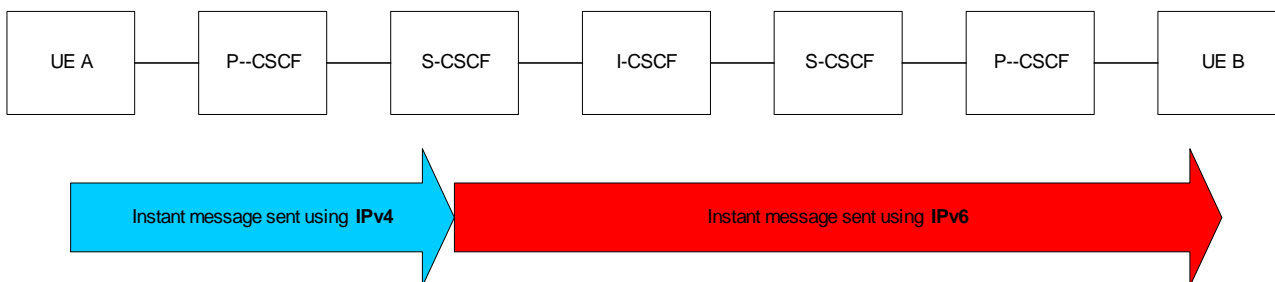 UE A
P--CSCF
S-CSCF
I-CSCF
S-CSCF
P--CSCF
UE B
Instant message sent using IPv4
Instant message sent using IPv6